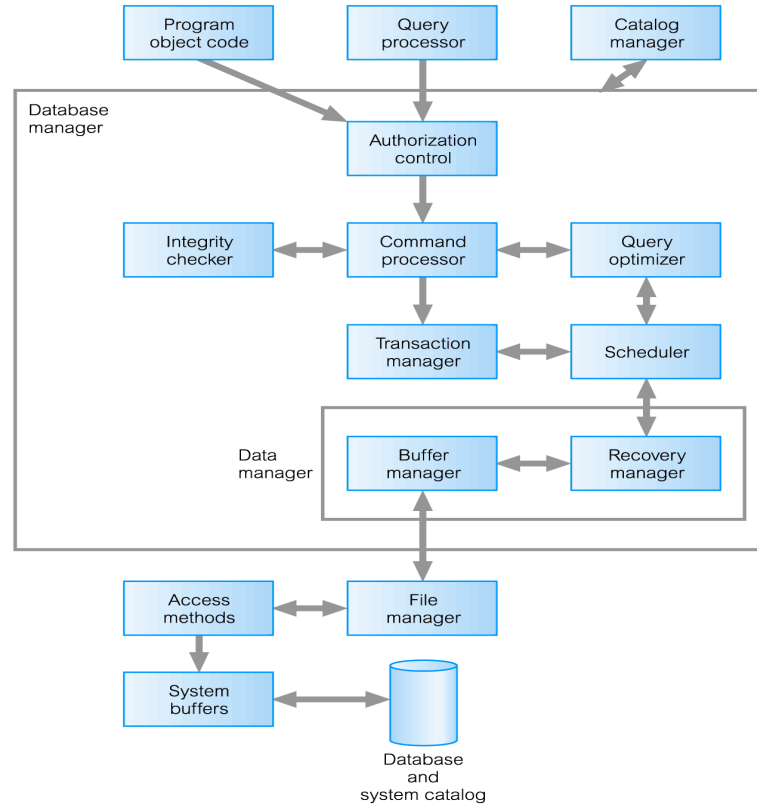 Program
object code
Query
processor
Catalog
manager
Database
manager
Authorization
control
Integrity
checker
Command
processor
Query
optimizer
Transaction
manager
Scheduler
Data
manager
Buffer
manager
Recovery
manager
Access
methods
File
manager
System
buffers
Database
and
system catalog